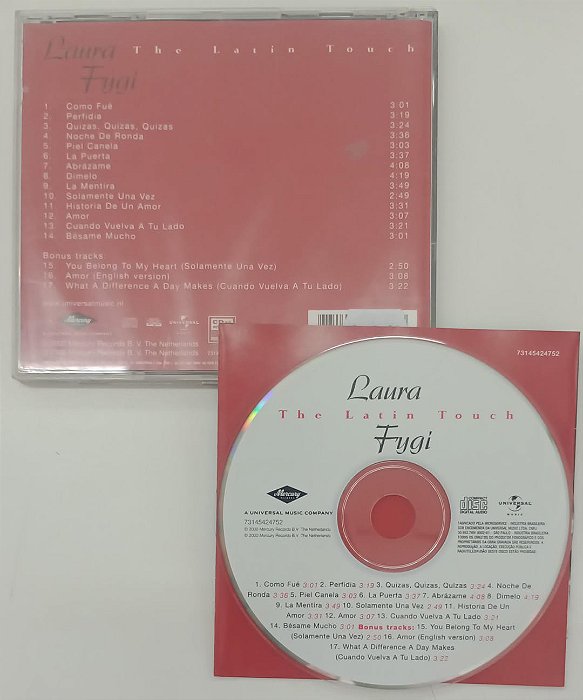 Laura
The Latin Touch
Fygi
1. Como Fuê 3:01
2. Perfidia 3:19
3. Quizas, Quizas, Quizas 3:24
4. Noche De Ronda 3:36
5. Piel Canela 3:03
6. La Puerta 3:37
7. Abrázame 4:08
8. Dimelo 4:19
9. La Mentira 3:49
10. Solamente Una Vez 2:49
11. Historia De Un Amor 3:31
12. Amor 3:07
13. Cuando Vuelva A Tu Lado 3:21
14. Bésame Mucho 3:01
Bonus tracks:
15. You Belong To My Heart (Solamente Una Vez) 2:50
16. Amor (English version) 3:08
17. What A Difference A Day Makes (Cuando Vuelva A Tu Lado) 3:22
www.universalmusic.nl
Mercury
UNIVERSAL
Mercury Records B.V. The Netherlands
Mercury Records B.V. The Netherlands
73145424752
Laura
The Latin Touch
Fygi
Mercury
A UNIVERSAL MUSIC COMPANY
73145424752
Mercury Records B.V. The Netherlands
Mercury Records B.V. The Netherlands
COMPACT
disc
DIGITAL AUDIO
UNIVERSAL
MUSIC
1. Como Fuê 3:01 2. Perfidia 3:19 3. Quizas, Quizas, Quizas 3:24 4. Noche De
Ronda 3:36 5. Piel Canela 3:03 6. La Puerta 3:37 7. Abrázame 4:08 8. Dimelo 4:19
9. La Mentira 3:49 10. Solamente Una Vez 2:49 11. Historia De Un
Amor 3:31 12. Amor 3:07 13. Cuando Vuelva A Tu Lado 3:21
14. Bésame Mucho 3:01 Bonus tracks: 15. You Belong To My Heart
(Solamente Una Vez) 2:50 16. Amor (English version) 3:08
17. What A Difference A Day Makes
(Cuando Vuelva A Tu Lado) 3:22